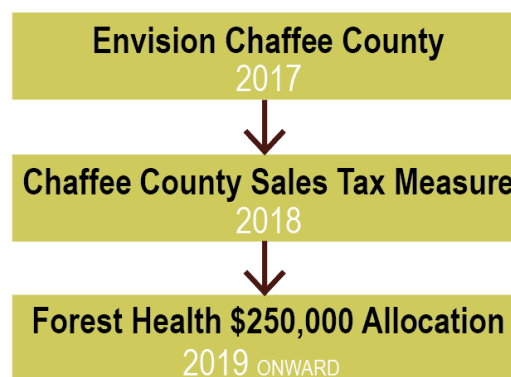 Envision Chaffee County
2017
Chaffee County Sales Tax Measure
2018
Forest Health $250,000 Allocation
2019 ONWARD